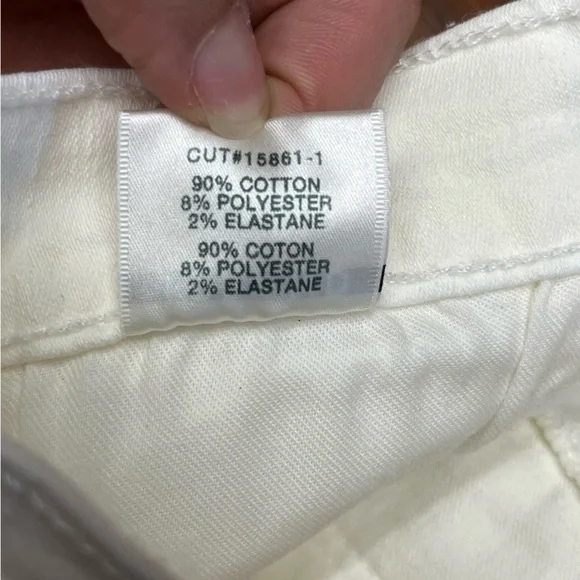 CUT#15861-1
90% COTTON
8% POLYESTER
2% ELASTANE
90% COTON
8% POLYESTER
2% ELASTANE